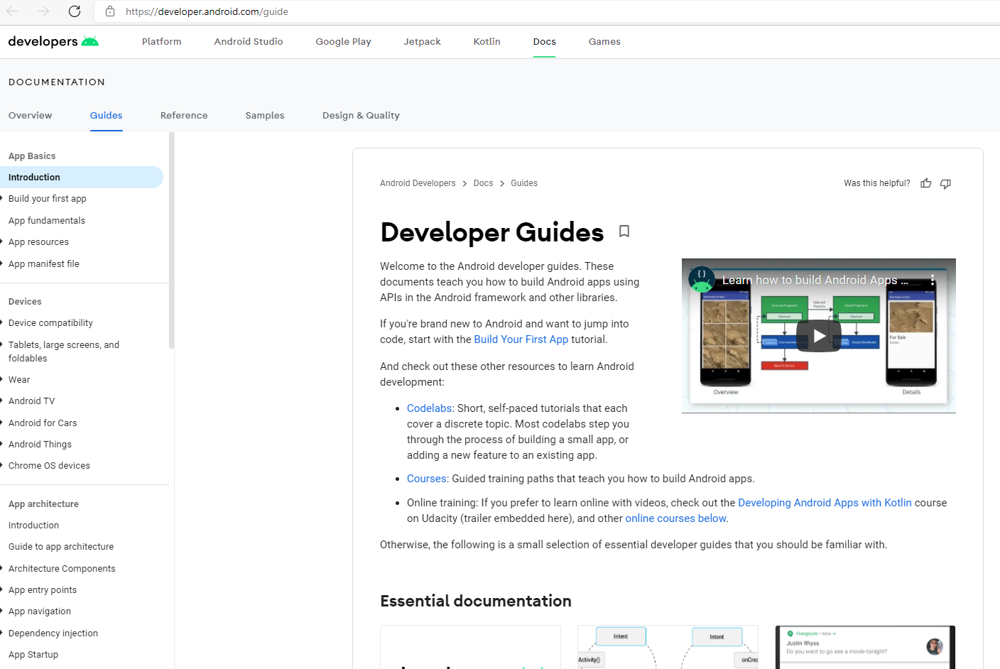 https://developer.android.com/guide
developers
Platform
Android Studio
Google Play
Jetpack
Kotlin
Docs
Games
DOCUMENTATION
Overview
Guides
Reference
Samples
Design & Quality
App Basics
Introduction
Build your first app
App fundamentals
App resources
App manifest file
Devices
Device compatibility
Tablets, large screens, and
foldables
Wear
Android TV
Android for Cars
Android Things
Chrome OS devices
App architecture
Introduction
Guide to app architecture
Architecture Components
App entry points
App navigation
Dependency injection
App Startup
Android Developers > Docs > Guides
Was this helpful?
Developer Guides
Welcome to the Android developer guides. These
documents teach you how to build Android apps using
APIs in the Android framework and other libraries.
If you're brand new to Android and want to jump into
code, start with the Build Your First App tutorial.
And check out these other resources to learn Android
development:
• Codelabs: Short, self-paced tutorials that each
cover a discrete topic. Most codelabs step you
through the process of building a small app, or
adding a new feature to an existing app.
Learn how to build Android Apps ...
Selected
Property
For Sale
Overview
Details
• Courses: Guided training paths that teach you how to build Android apps.
• Online training: If you prefer to learn online with videos, check out the Developing Android Apps with Kotlin course
on Udacity (trailer embedded here), and other online courses below.
Otherwise, the following is a small selection of essential developer guides that you should be familiar with.
Essential documentation
Intent
Intent
Activity()
onCrea
Hangouts • now
Justin Rhyss
Do you want to go see a movie tonight?